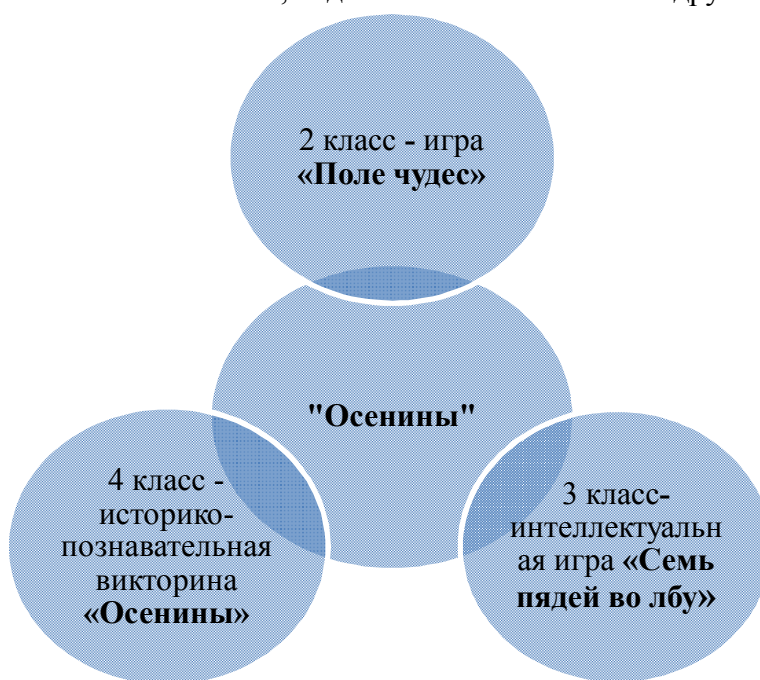 2 класс - игра
«Поле чудес»
"Осенины"
4 класс -
историко-
познавательная
викторина
«Осенины»
3 класс-
интеллектуальн
ая игра «Семь
пядей во лбу»